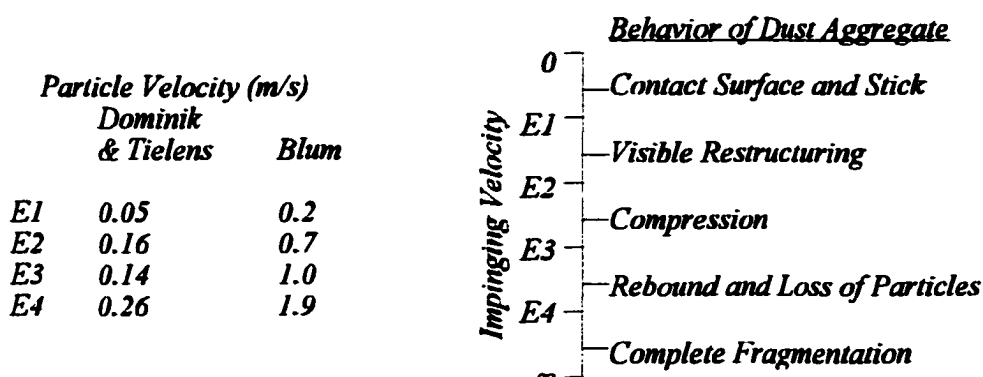 Particle Velocity (m/s)
Dominik
& Tielens Blum
E1 0.05 0.2
E2 0.16 0.7
E3 0.14 1.0
E4 0.26 1.9
Behavior of Dust Aggregate
0
Contact Surface and Stick
E1
Visible Restructuring
E2
Compression
E3
Rebound and Loss of Particles
E4
Complete Fragmentation
Impinging Velocity